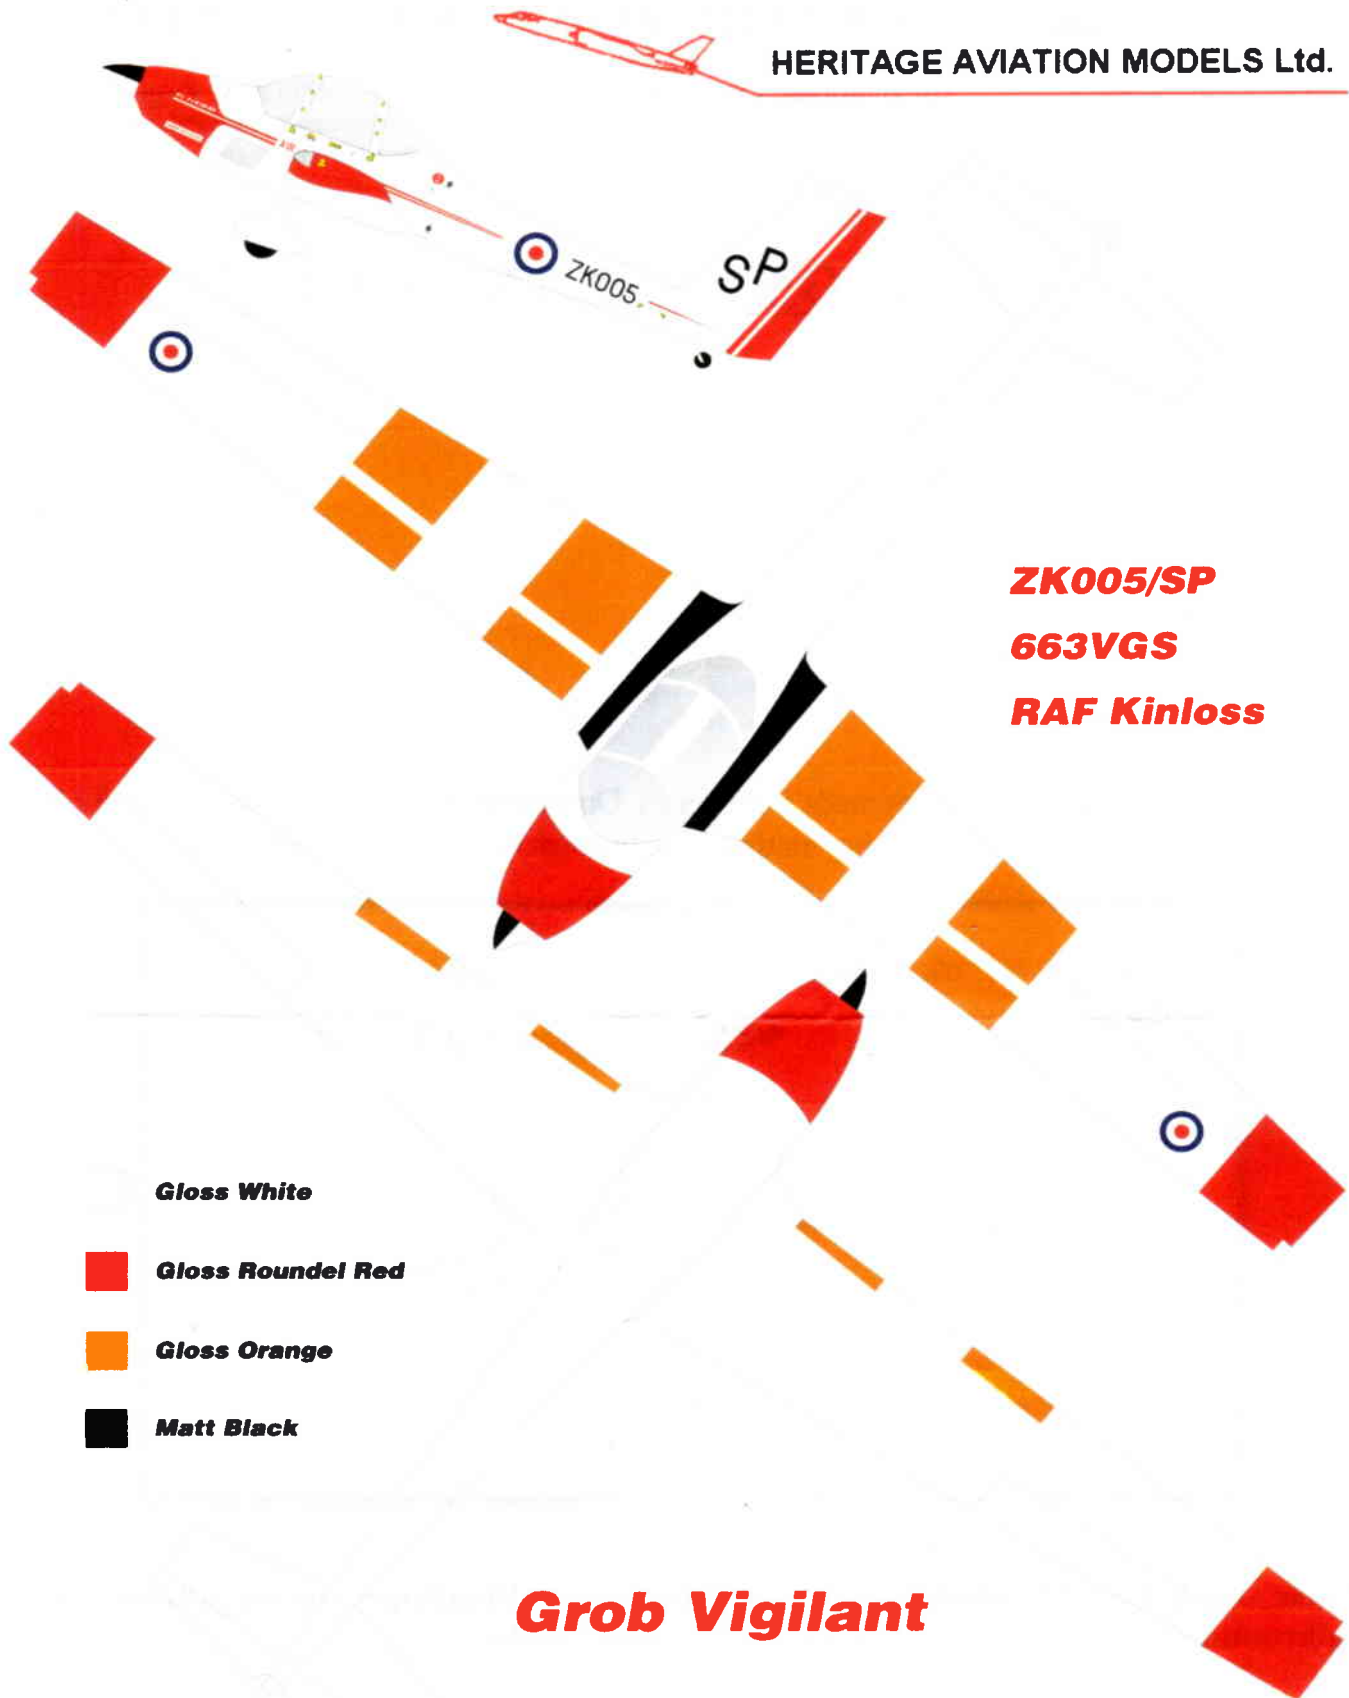 HERITAGE AVIATION MODELS Ltd.
SP
ZK005
ZK005/SP
663VGS
RAF Kinloss
Gloss White
Gloss Roundel Red
Gloss Orange
Matt Black
Grob Vigilant